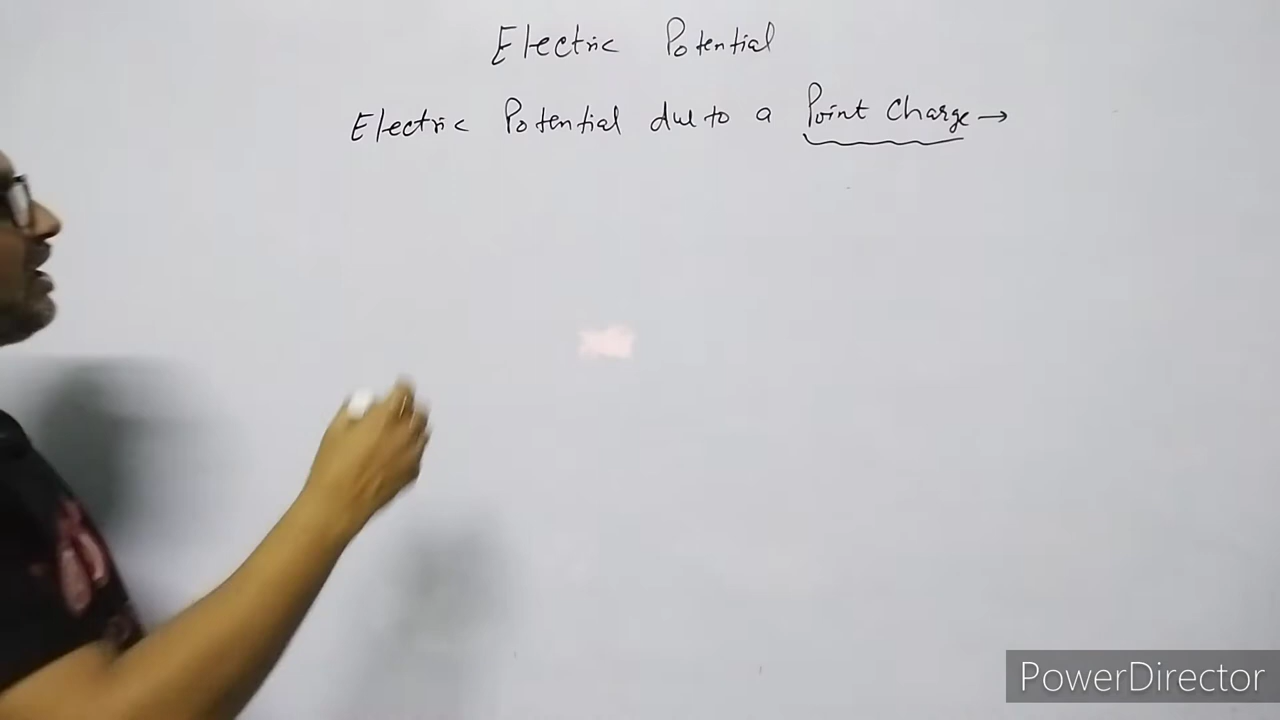 Electric Potential
Electric Potential due to a Point Charge →
PowerDirector